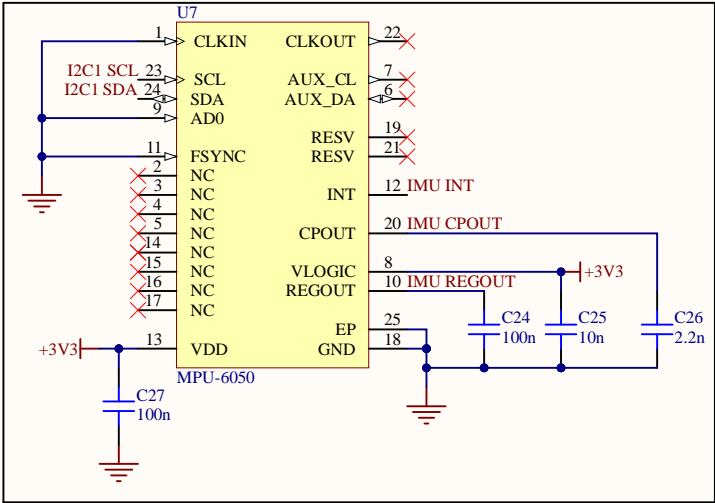 U7
1 CLKIN CLKOUT 22
I2C1 SCL 23 SCL AUX_CL 7
I2C1 SDA 24 SDA AUX_DA 6
9 AD0
RESV 19
11 FSYNC RESV 21
2 NC
3 NC INT 12 IMU INT
4 NC
5 NC CPOUT 20 IMU CPOUT
14 NC
15 NC VLOGIC 8 +3V3
16 NC REGOUT 10 IMU REGOUT
17 NC
C24 100n
C25 10n
C26 2.2n
EP 25
+3V3 13 VDD GND 18
MPU-6050
C27
100n